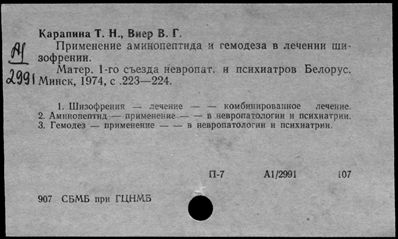 Карапина Т. Н., Виер В. Г.
Применение аминопептида и гемодеза в лечении ши-
зофрении.
А1
2991
Матер. 1-го съезда невропат. и психиатров Белорус.
Минск, 1974, с .223—224.
1. Шизофрения — лечение — — комбинированное лечение.
2. Аминопептид — применение — — в невропатологии и психиатрии.
3. Гемодез — применение — — в невропатологии и психиатрии.
П-7 А1/2991 107
907 СБМБ при ГЦНМБ